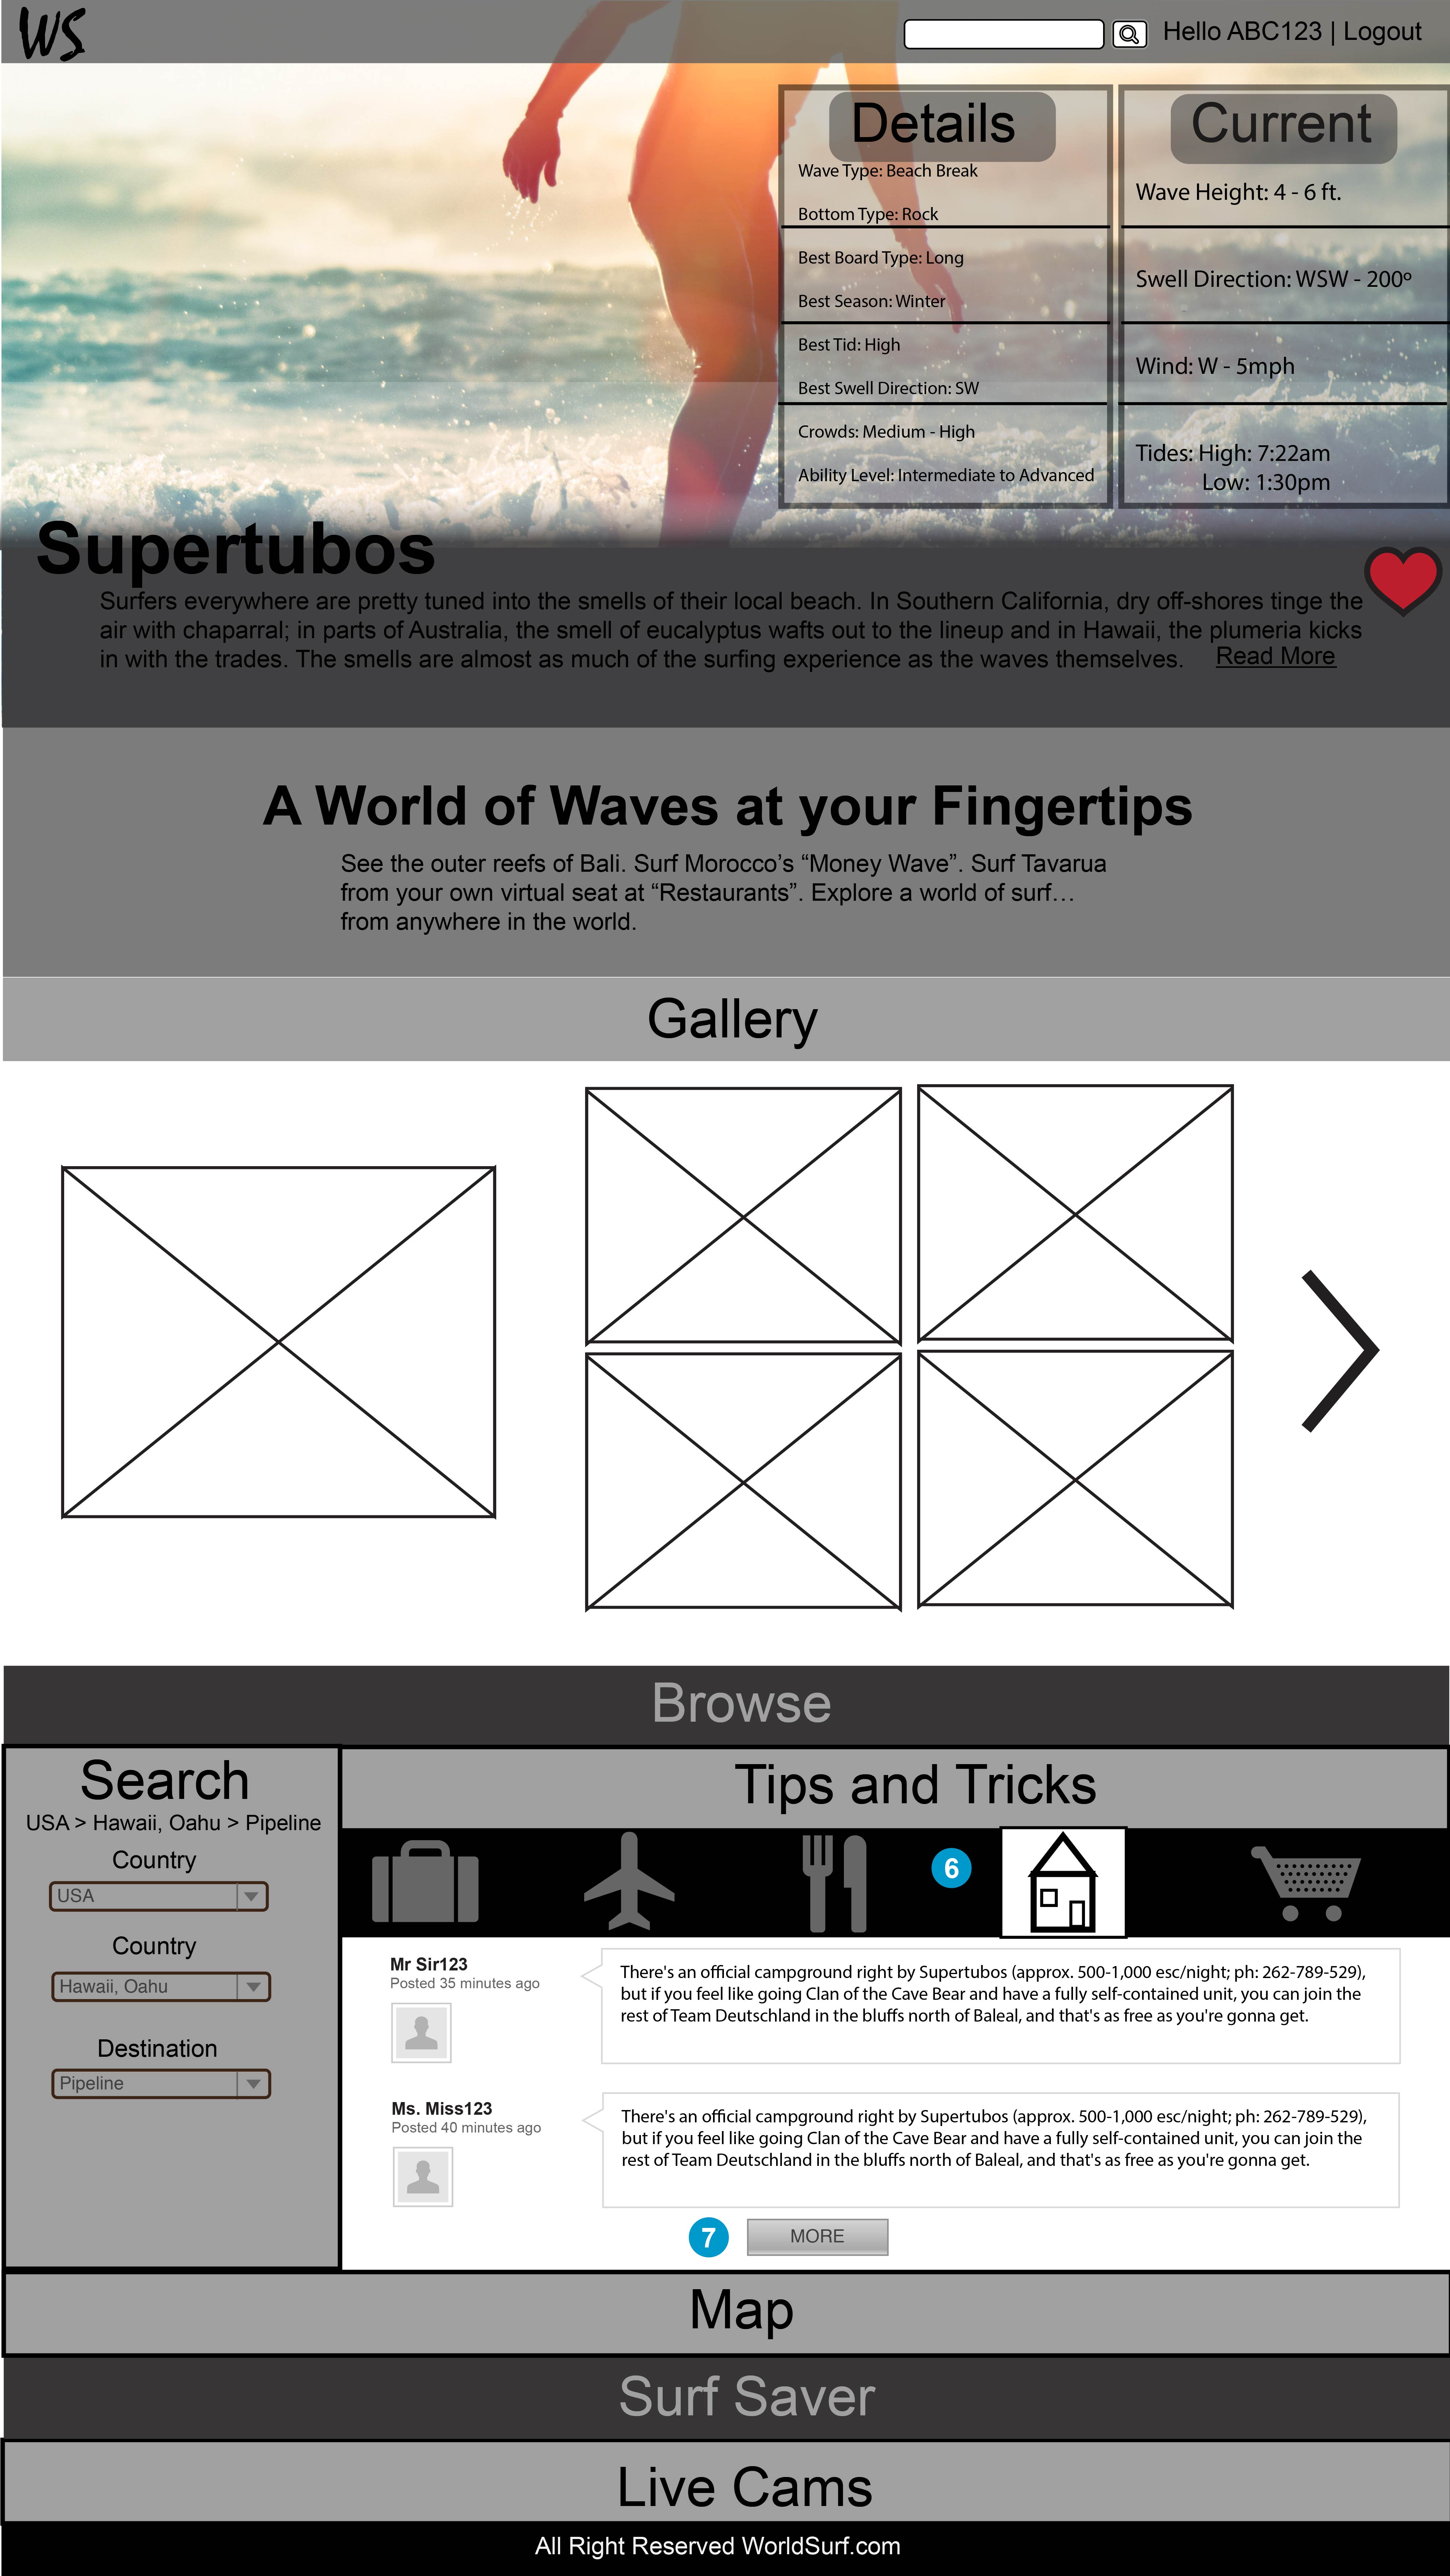 WS
Hello ABC123 | Logout
Details
Wave Type: Beach Break
Bottom Type: Rock
Best Board Type: Long
Best Season: Winter
Best Tid: High
Best Swell Direction: SW
Crowds: Medium - High
Ability Level: Intermediate to Advanced
Current
Wave Height: 4 - 6 ft.
Swell Direction: WSW - 200º
Wind: W - 5mph
Tides: High: 7:22am
Low: 1:30pm
Supertubos
Surfers everywhere are pretty tuned into the smells of their local beach. In Southern California, dry off-shores tinge the
air with chaparral; in parts of Australia, the smell of eucalyptus wafts out to the lineup and in Hawaii, the plumeria kicks
in with the trades. The smells are almost as much of the surfing experience as the waves themselves. Read More
A World of Waves at your Fingertips
See the outer reefs of Bali. Surf Morocco’s “Money Wave”. Surf Tavarua
from your own virtual seat at “Restaurants”. Explore a world of surf…
from anywhere in the world.
Gallery
Browse
Search
USA > Hawaii, Oahu > Pipeline
Country
USA
Country
Hawaii, Oahu
Destination
Pipeline
Tips and Tricks
6
Mr Sir123
Posted 35 minutes ago
There's an official campground right by Supertubos (approx. 500-1,000 esc/night; ph: 262-789-529),
but if you feel like going Clan of the Cave Bear and have a fully self-contained unit, you can join the
rest of Team Deutschland in the bluffs north of Baleal, and that's as free as you're gonna get.
Ms. Miss123
Posted 40 minutes ago
There's an official campground right by Supertubos (approx. 500-1,000 esc/night; ph: 262-789-529),
but if you feel like going Clan of the Cave Bear and have a fully self-contained unit, you can join the
rest of Team Deutschland in the bluffs north of Baleal, and that's as free as you're gonna get.
7
MORE
Map
Surf Saver
Live Cams
All Right Reserved WorldSurf.com